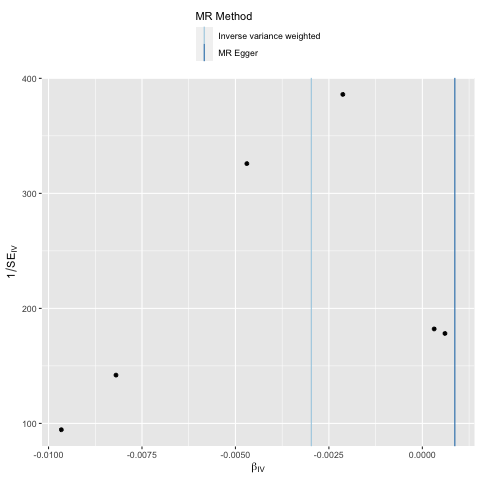 MR Method
Inverse variance weighted
MR Egger
400
300
200
100
1/SE_IV
-0.0100
-0.0075
-0.0050
-0.0025
0.0000
β_IV